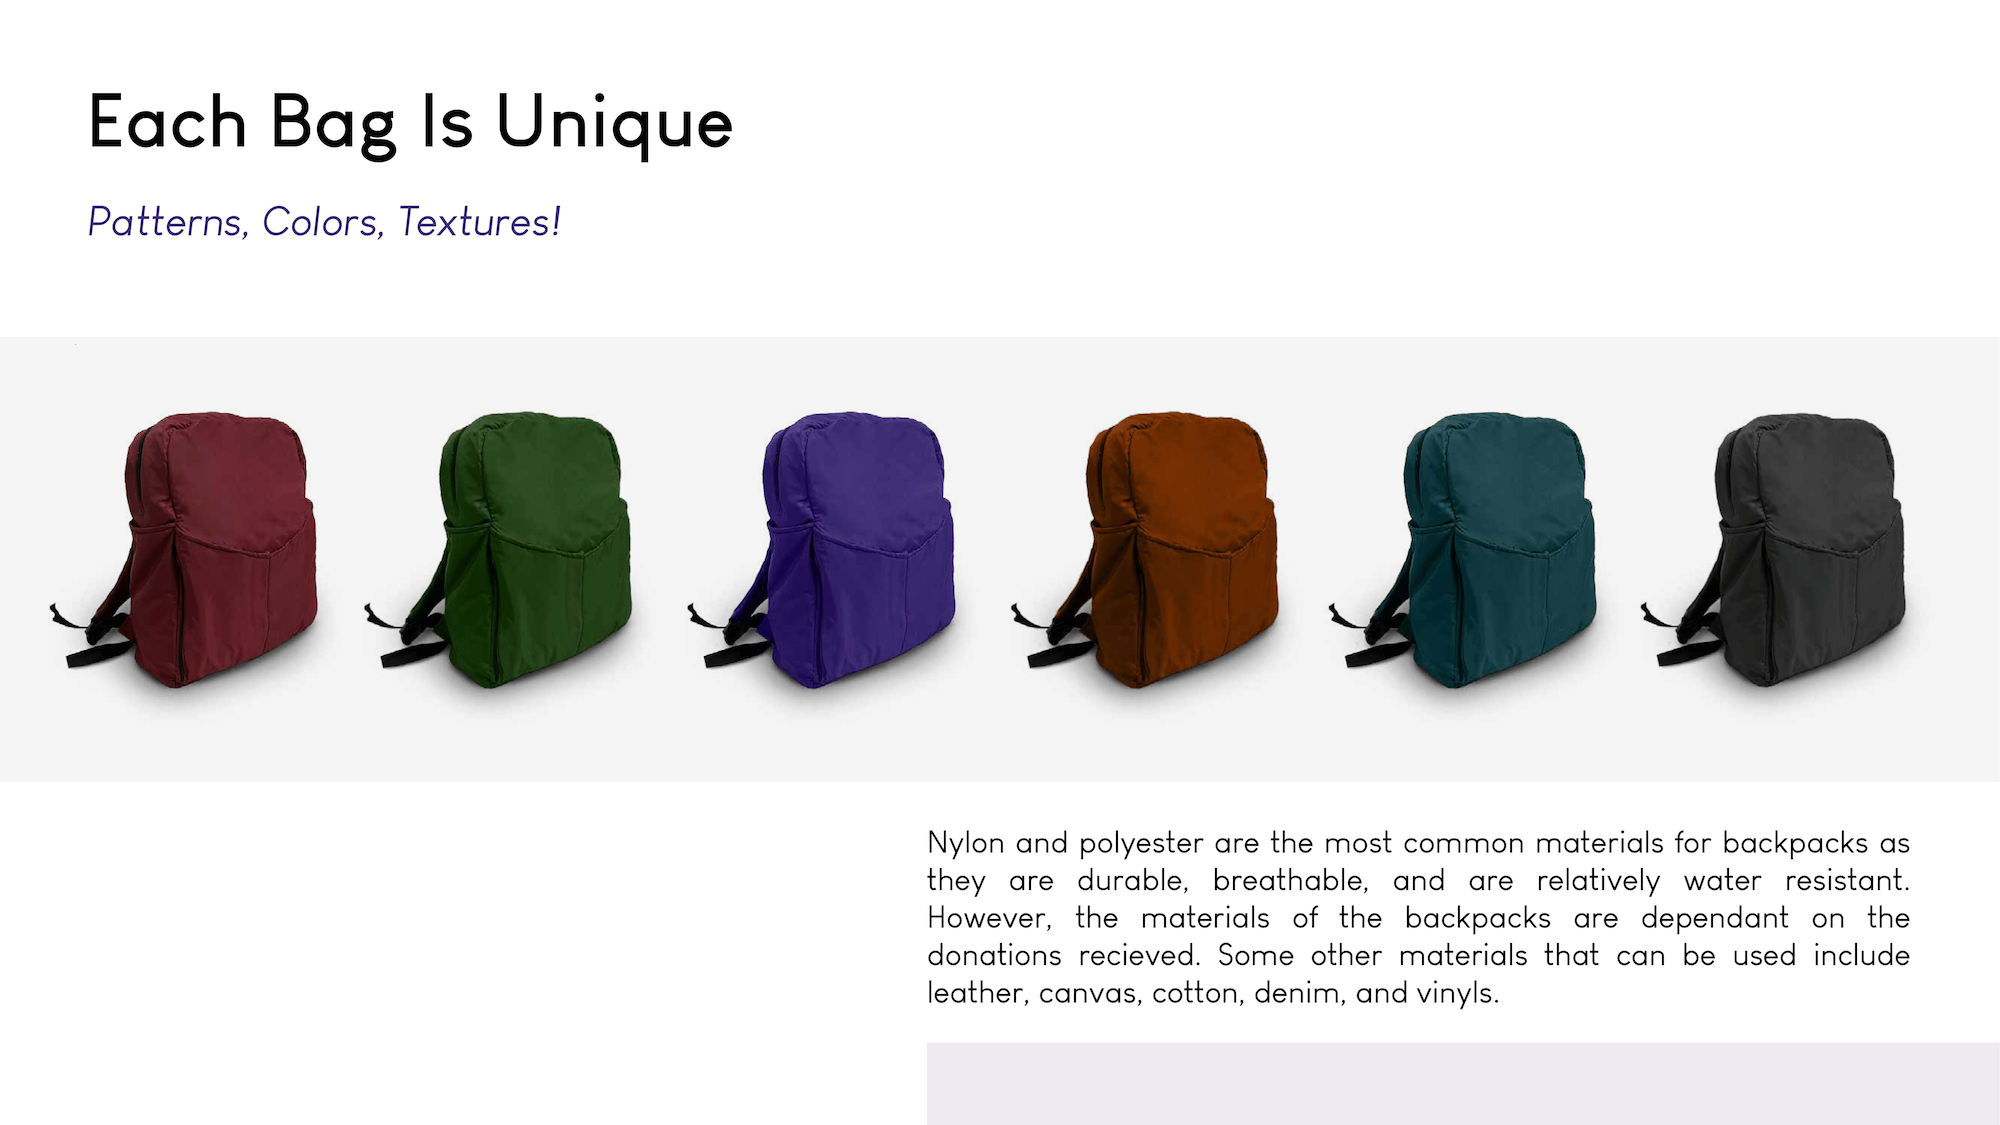 Each Bag Is Unique
Patterns, Colors, Textures!
Nylon and polyester are the most common materials for backpacks as
they are durable, breathable, and are relatively water resistant.
However, the materials of the backpacks are dependant on the
donations recieved. Some other materials that can be used include
leather, canvas, cotton, denim, and vinyls.